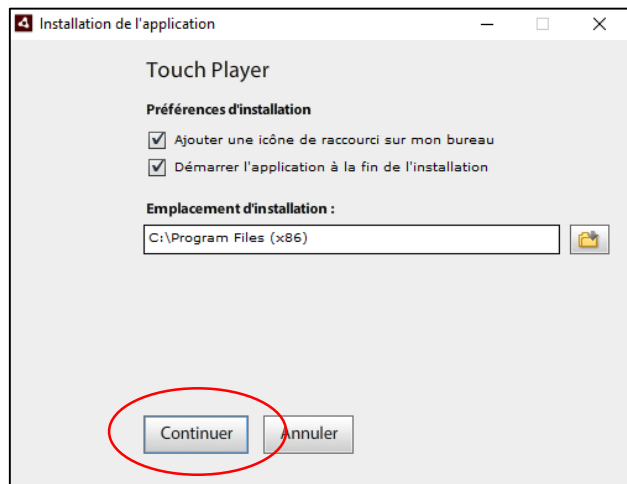 Installation de l'application
Touch Player
Préférences d'installation
Ajouter une icône de raccourci sur mon bureau
Démarrer l'application à la fin de l'installation
Emplacement d'installation :
C:\Program Files (x86)
Continuer Annuler